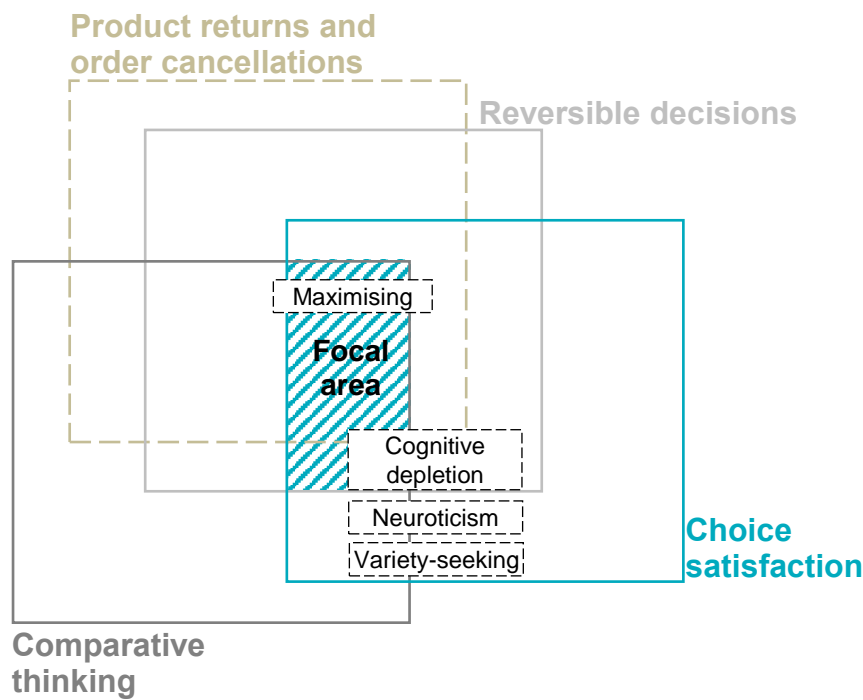 Product returns and
order cancellations
Reversible decisions
Maximising
Focal
area
Cognitive
depletion
Neuroticism
Variety-seeking
Choice
satisfaction
Comparative
thinking